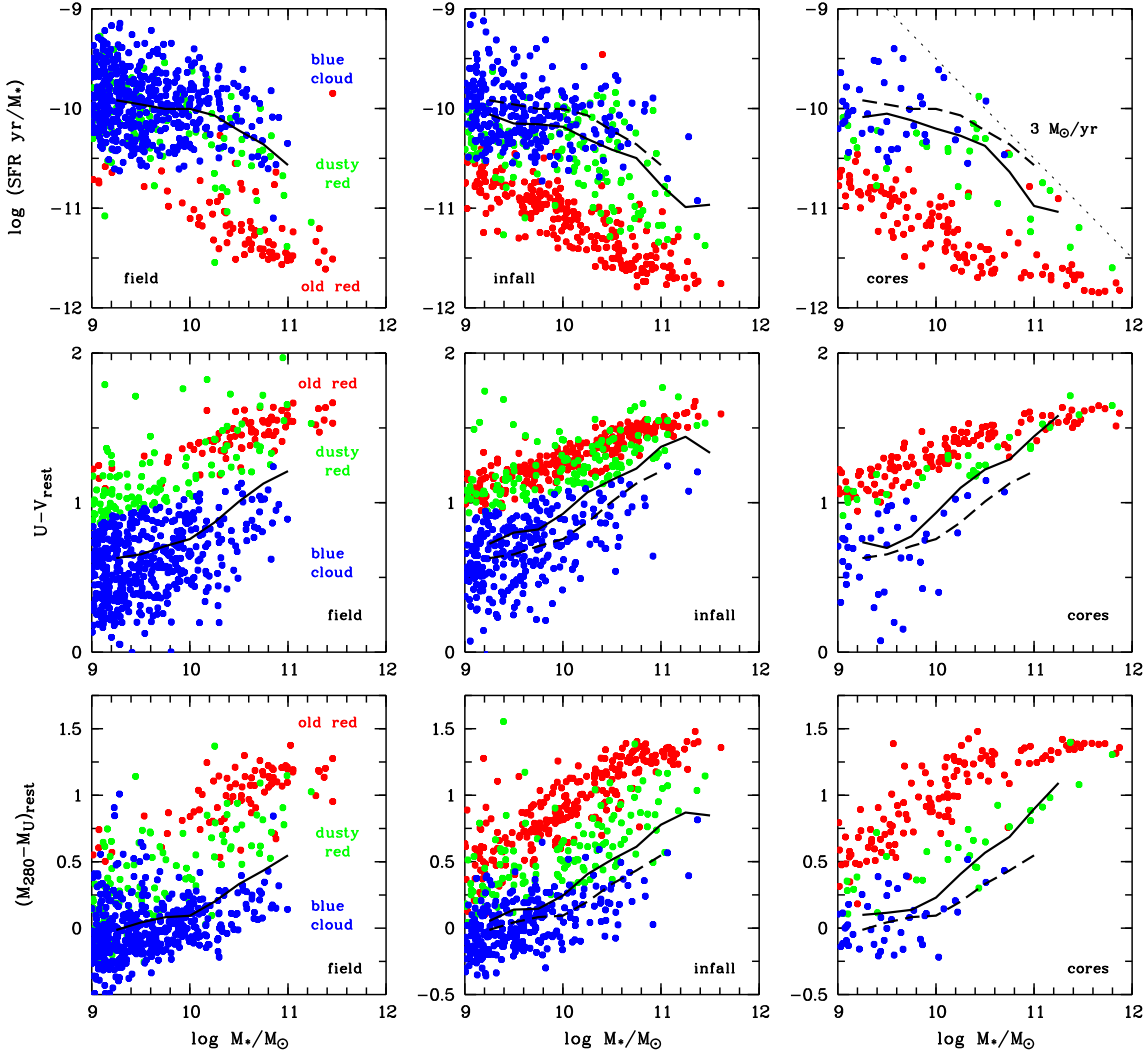 −9
−10
−11
−12
log (SFR yr/M*)
blue
cloud
dusty
red
old red
field
9 10 11 12
−9
−10
−11
−12
infall
9 10 11 12
−9
−10
−11
−12
3 M⊙/yr
cores
9 10 11 12
2
1
0
U−Vrest
old red
dusty
red
blue
cloud
field
9 10 11 12
2
1
0
infall
9 10 11 12
2
1
0
cores
9 10 11 12
1.5
1
0.5
0
(M280−MU)rest
old red
dusty
red
blue
cloud
field
9 10 11 12
log M*/M⊙
1.5
1
0.5
0
−0.5
infall
9 10 11 12
log M*/M⊙
1.5
1
0.5
0
−0.5
cores
9 10 11 12
log M*/M⊙